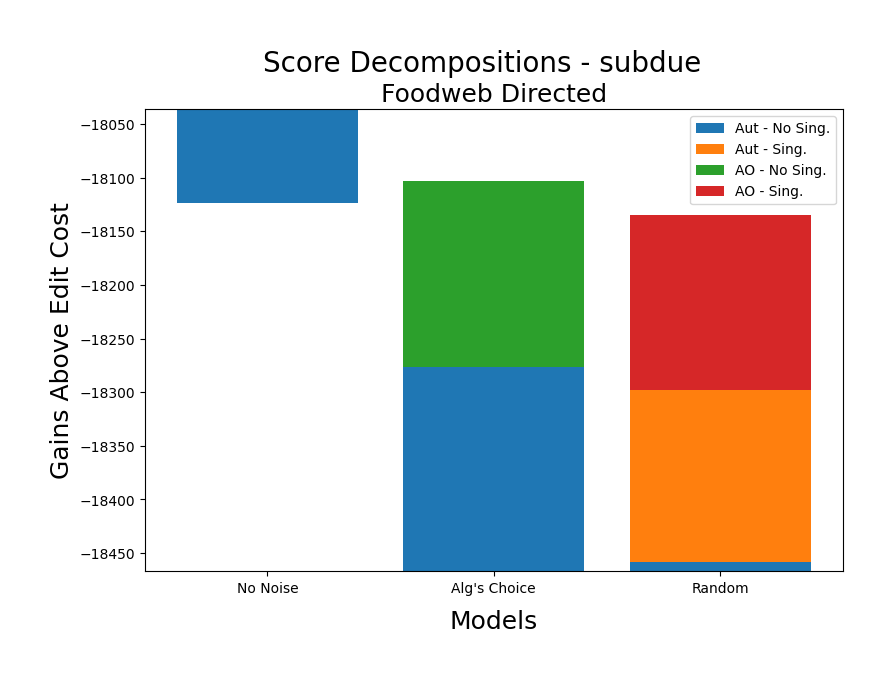 Score Decompositions - subdue
Foodweb Directed
Gains Above Edit Cost
−18050
−18100
−18150
−18200
−18250
−18300
−18350
−18400
−18450
Aut - No Sing.
Aut - Sing.
AO - No Sing.
AO - Sing.
No Noise
Alg's Choice
Random
Models